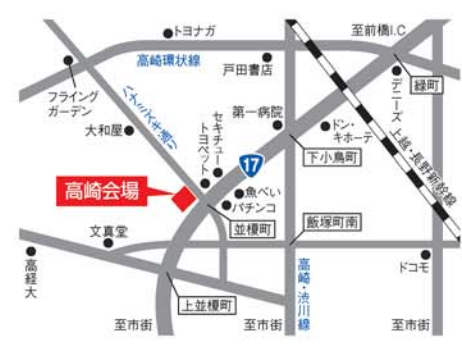 トヨナガ
至前橋I.C
高崎環状線
戸田書店
緑町
フライング
ガーデン
ハナミズキ通り
デニーズ
大和屋
セキチュー
トヨペット
第一病院
ドン・
キホーテ
上越・長野新幹線
17
下小鳥町
高崎会場
魚べい
パチンコ
並榎町
飯塚町南
文真堂
高経大
高崎・渋川線
ドコモ
上並榎町
至市街
至市街
至市街